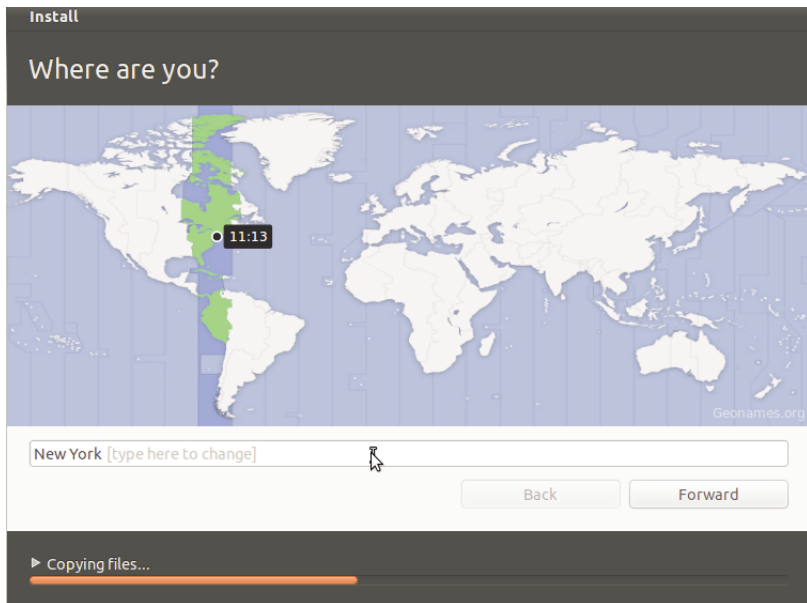 Install
Where are you?
11:13
Geonames.org
New York [type here to change]
Back Forward
Copying files...